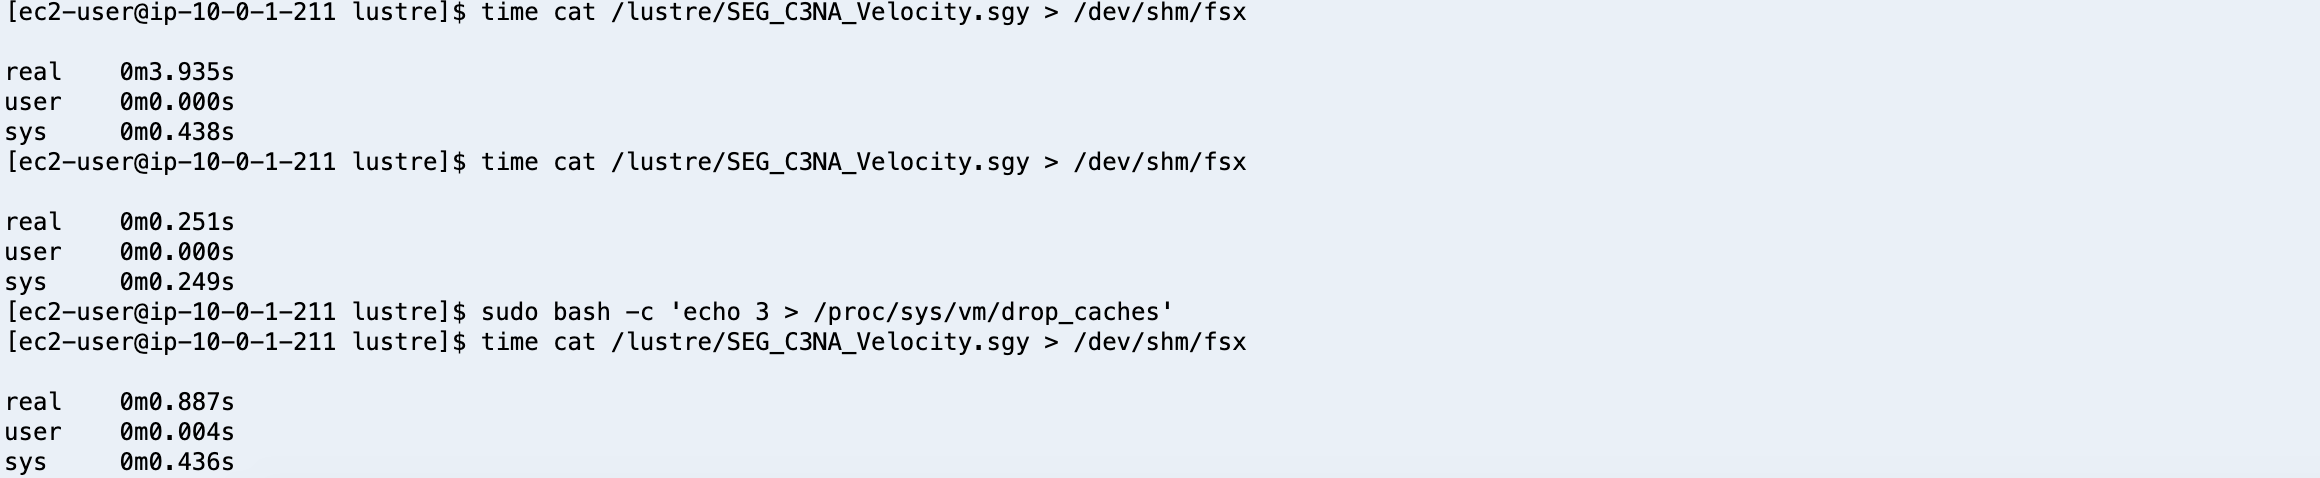 [ec2-user@ip-10-0-1-211 lustre]$ time cat /lustre/SEG_C3NA_Velocity.sgy > /dev/shm/fsx
real    0m3.935s
user    0m0.000s
sys     0m0.438s
[ec2-user@ip-10-0-1-211 lustre]$ time cat /lustre/SEG_C3NA_Velocity.sgy > /dev/shm/fsx
real    0m0.251s
user    0m0.000s
sys     0m0.249s
[ec2-user@ip-10-0-1-211 lustre]$ sudo bash -c 'echo 3 > /proc/sys/vm/drop_caches'
[ec2-user@ip-10-0-1-211 lustre]$ time cat /lustre/SEG_C3NA_Velocity.sgy > /dev/shm/fsx
real    0m0.887s
user    0m0.004s
sys     0m0.436s